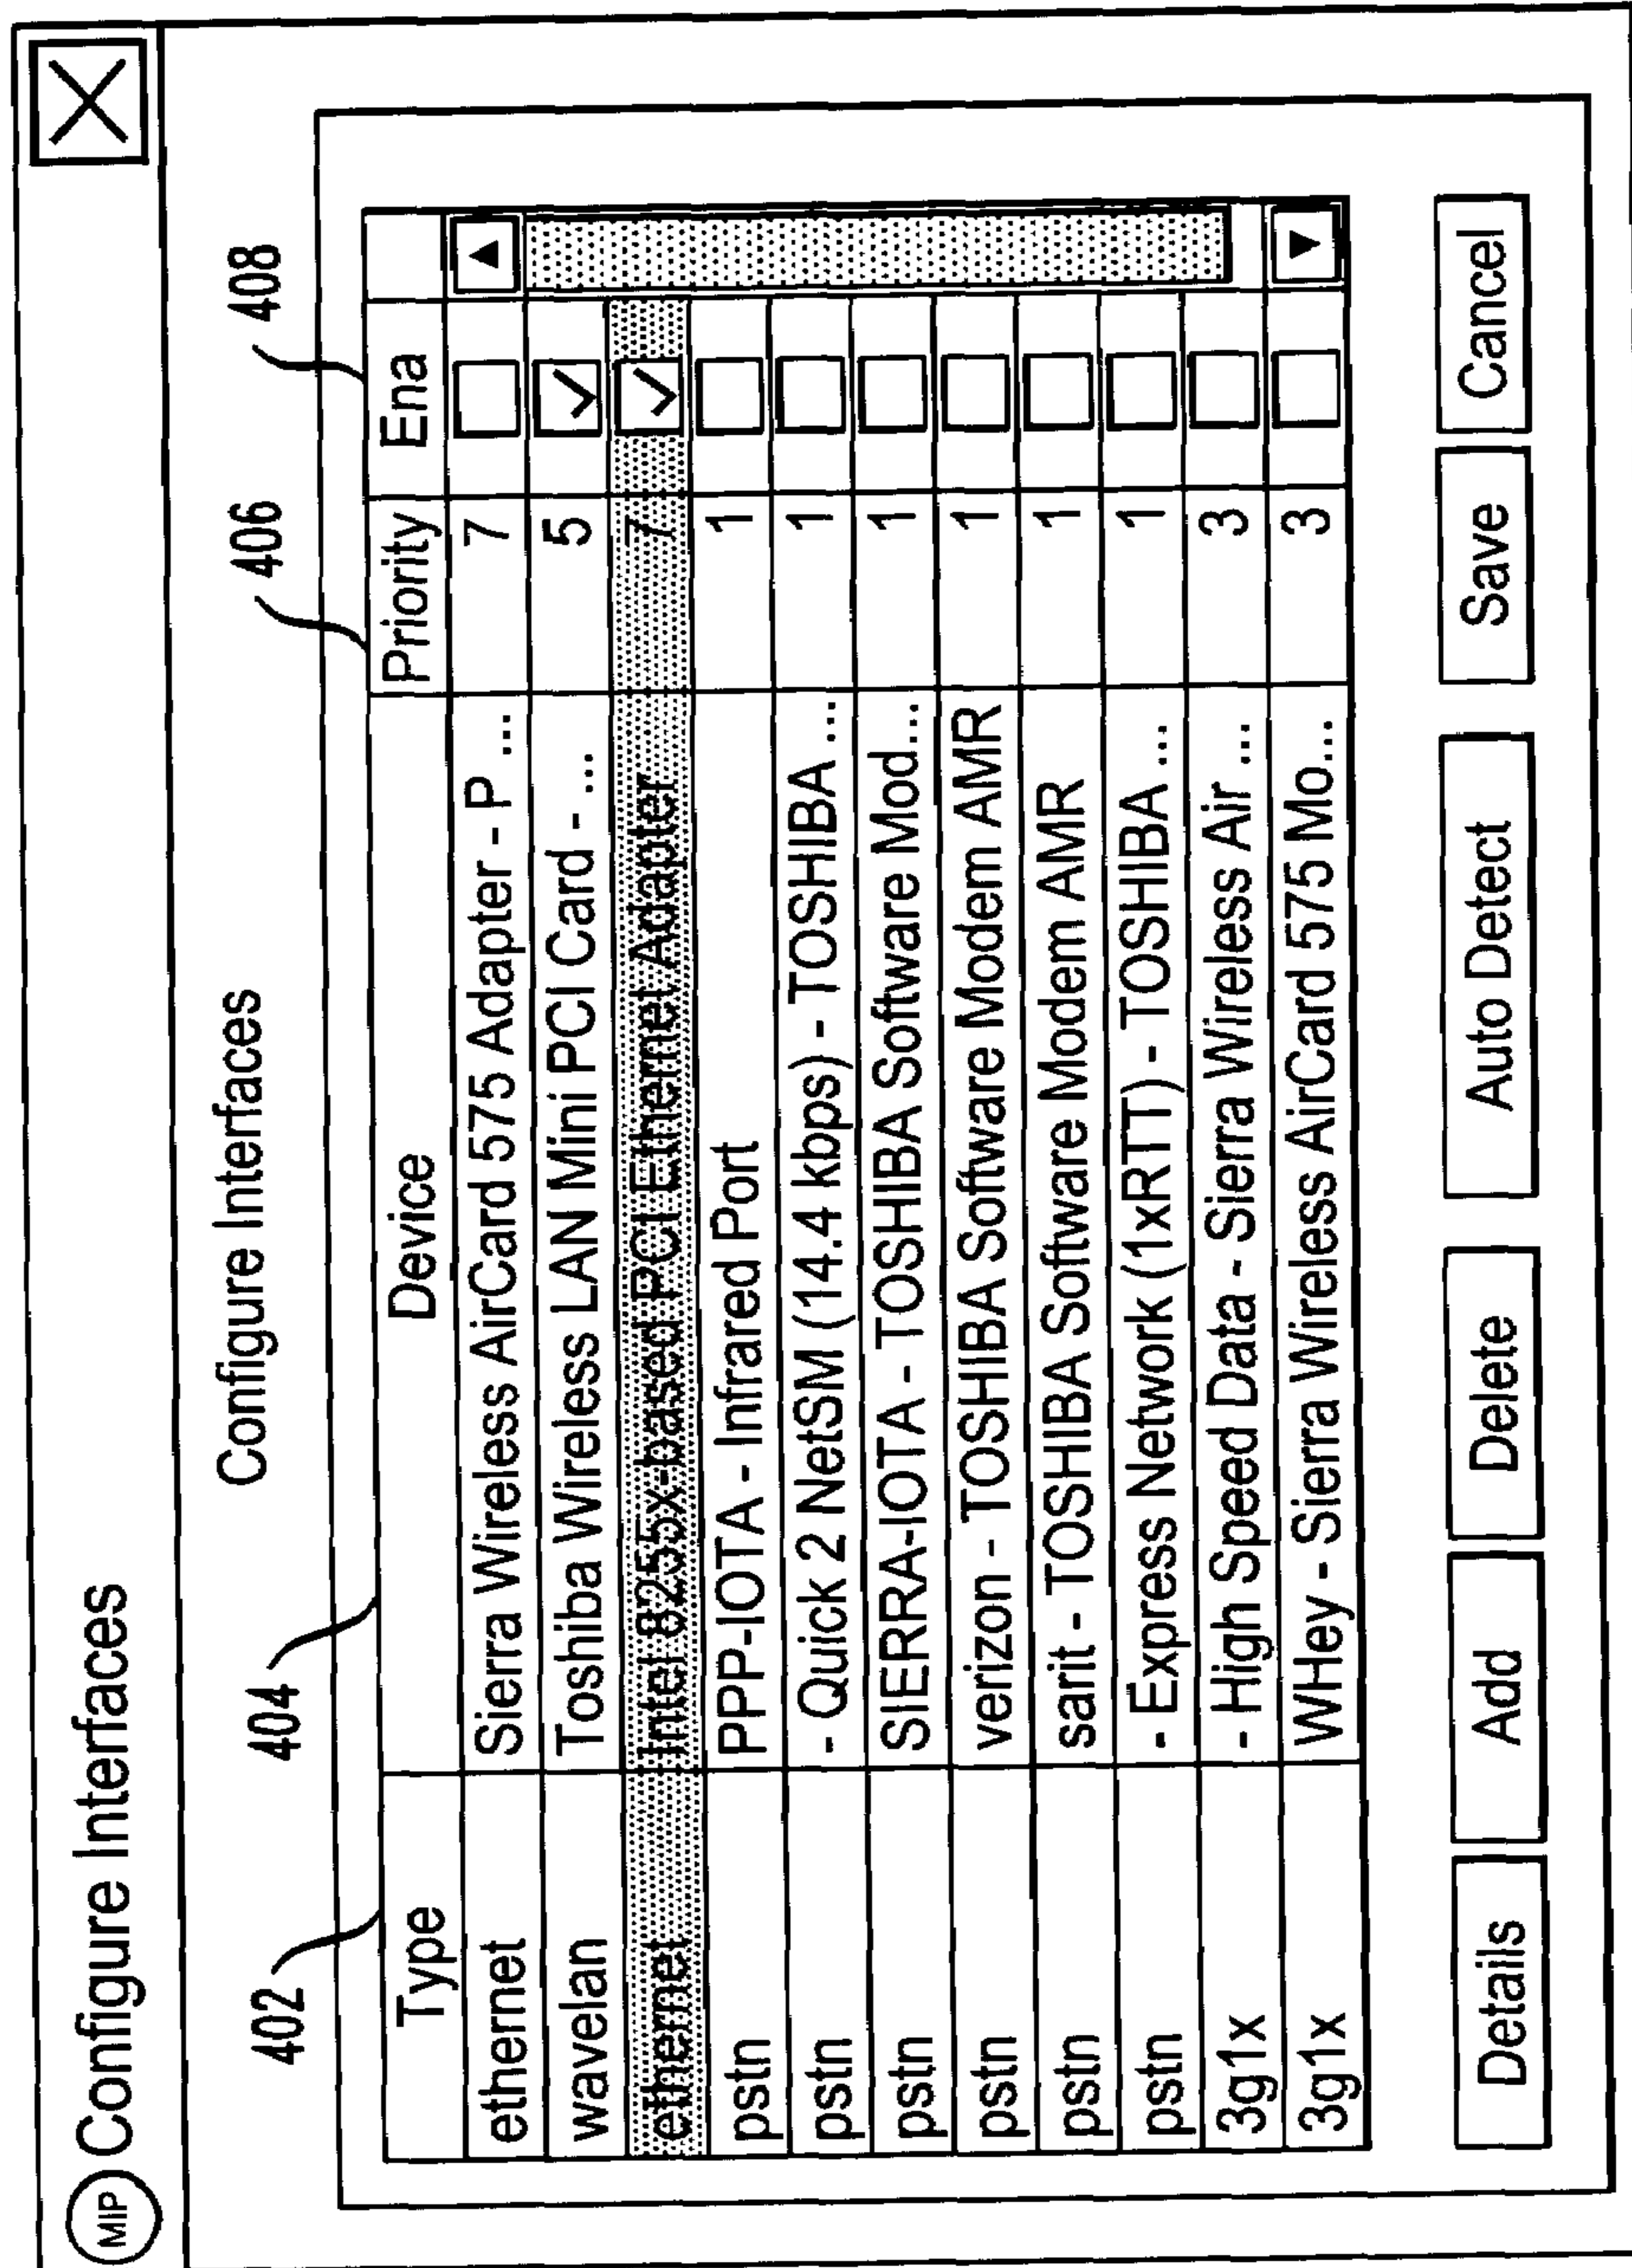 MIP Configure Interfaces
Configure Interfaces
402 404 406 408
Type Device Priority Ena
ethernet Sierra Wireless AirCard 575 Adapter - P ... 7
wavelan Toshiba Wireless LAN Mini PCI Card - ... 5
ethernet Intel 8255x-based PCI Ethernet Adapter 7
pstn PPP-IOTA - Infrared Port 1
pstn - Quick 2 NetSM (14.4 kbps) - TOSHIBA ... 1
pstn SIERRA-IOTA - TOSHIBA Software Mod... 1
pstn verizon - TOSHIBA Software Modem AMR 1
pstn sarit - TOSHIBA Software Modem AMR 1
pstn - Express Network (1xRTT) - TOSHIBA ... 1
3g1x - High Speed Data - Sierra Wireless Air ... 3
3g1x WHey - Sierra Wireless AirCard 575 Mo... 3
Details Add Delete Auto Detect Save Cancel